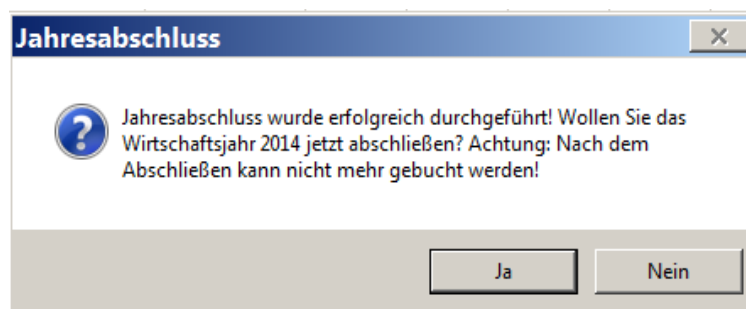 Jahresabschluss
Jahresabschluss wurde erfolgreich durchgeführt! Wollen Sie das
Wirtschaftsjahr 2014 jetzt abschließen? Achtung: Nach dem
Abschließen kann nicht mehr gebucht werden!
Ja
Nein